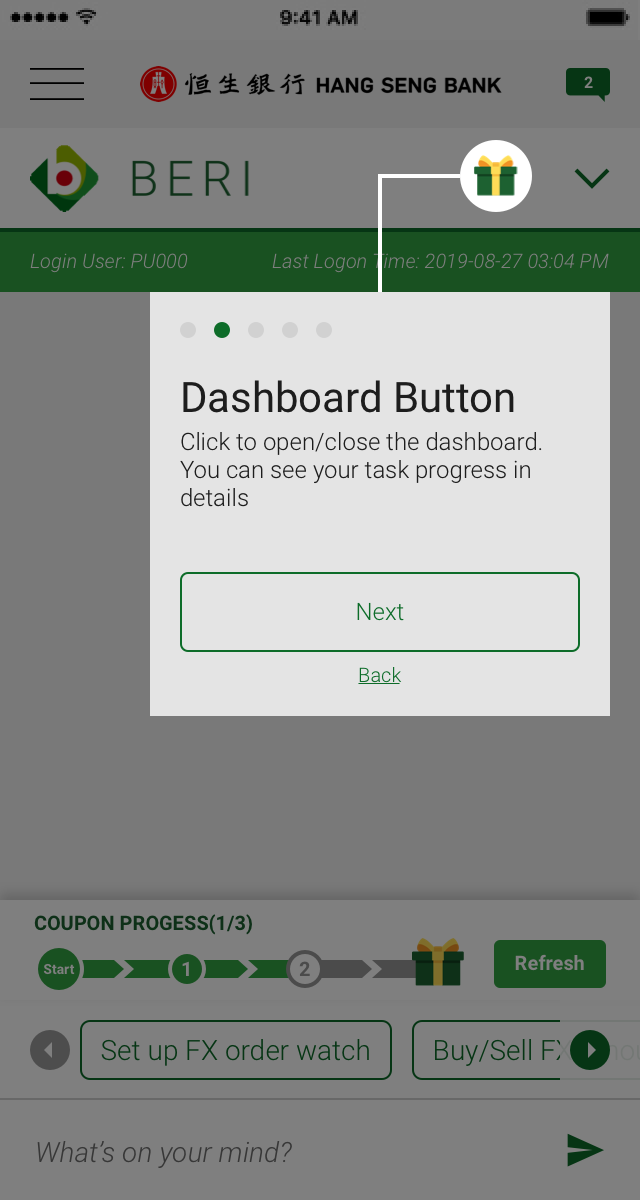 9:41 AM
恒生銀行 HANG SENG BANK
2
BERI
Login User: PU000
Last Logon Time: 2019-08-27 03:04 PM
Dashboard Button
Click to open/close the dashboard.
You can see your task progress in
details
Next
Back
COUPON PROGESS(1/3)
Start
1
2
Refresh
Set up FX order watch
Buy/Sell FX
What's on your mind?